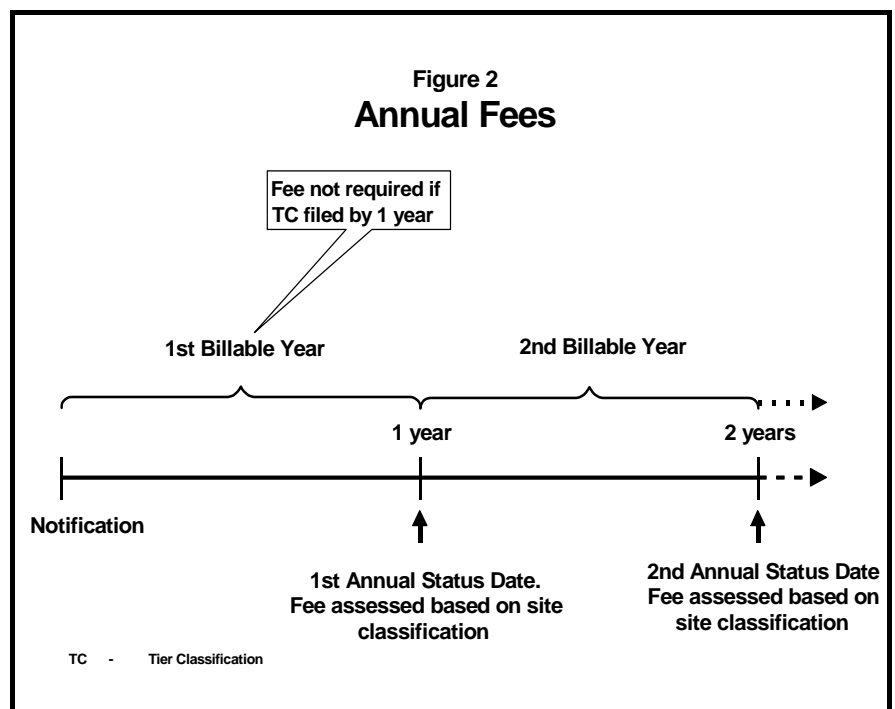 Figure 2
Annual Fees
Fee not required if
TC filed by 1 year
1st Billable Year
2nd Billable Year
1 year
2 years
Notification
1st Annual Status Date.
Fee assessed based on site
classification
2nd Annual Status Date
Fee assessed based on
site classification
TC - Tier Classification